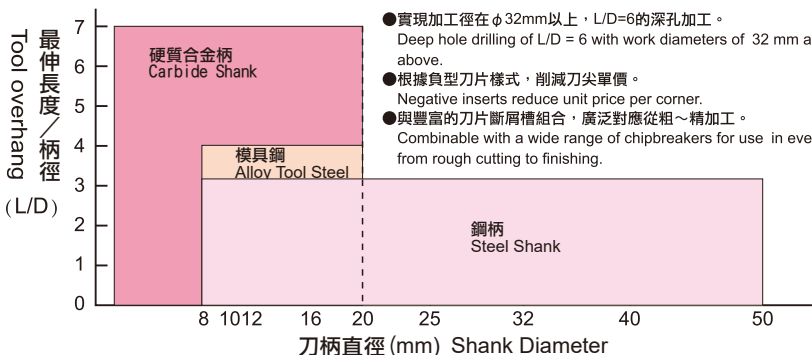 7
6
5
4
3
2
1
0
最伸長度／柄徑
Tool overhang
(L/D)
硬質合金柄
Carbide Shank
模具鋼
Alloy Tool Steel
鋼柄
Steel Shank
●實現加工徑在φ32mm以上，L/D=6的深孔加工。
Deep hole drilling of L/D = 6 with work diameters of 32 mm a
above.
●根據負型刀片樣式，削減刀尖單價。
Negative inserts reduce unit price per corner.
●與豐富的刀片斷屑槽組合，廣泛對應從粗～精加工。
Combinable with a wide range of chipbreakers for use in eve
from rough cutting to finishing.
8 10 12 16 20 25 32 40 50
刀柄直徑 (mm) Shank Diameter